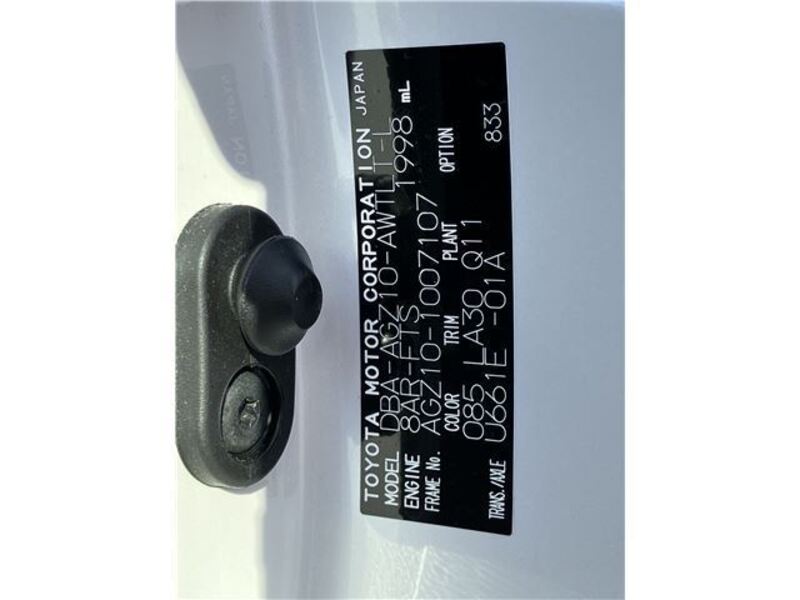 TOYOTA MOTOR CORPORATION JAPAN
MODEL DBA-AGZ10-AWTLT-L
ENGINE 8AR-FTS 1998 mL
FRAME No. AGZ10-1007107
COLOR TRIM PLANT OPTION
085 LA30 Q11
TRANS./AXLE U661E -01A 833